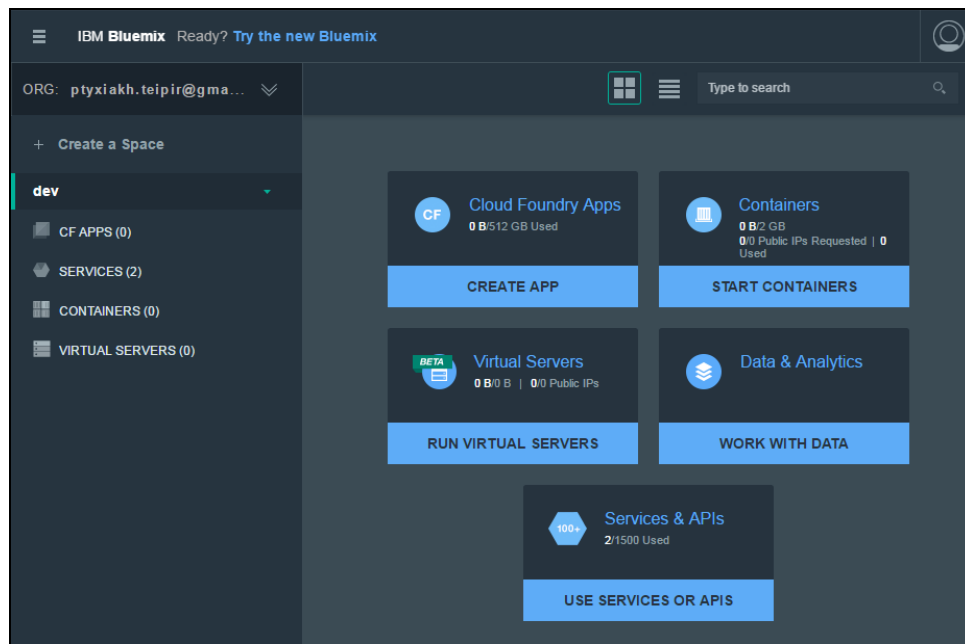 IBM Bluemix Ready? Try the new Bluemix
ORG: ptyxiakh.teipir@gma...
Type to search
+ Create a Space
dev
CF APPS (0)
SERVICES (2)
CONTAINERS (0)
VIRTUAL SERVERS (0)
CF
Cloud Foundry Apps
0 B/512 GB Used
CREATE APP
Containers
0 B/2 GB
0/0 Public IPs Requested | 0
Used
START CONTAINERS
BETA
Virtual Servers
0 B/0 B | 0/0 Public IPs
RUN VIRTUAL SERVERS
Data & Analytics
WORK WITH DATA
100+
Services & APIs
2/1500 Used
USE SERVICES OR APIS